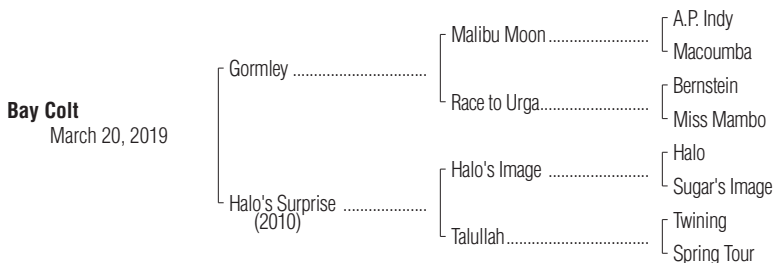 A.P. Indy
Malibu Moon ..........................
Macoumba
Gormley ...................................
Bernstein
Race to Urga............................
Miss Mambo
Bay Colt
March 20, 2019
Halo
Halo's Image ..........................
Sugar's Image
Halo's Surprise .....................
(2010)
Twining
Talullah.....................................
Spring Tour